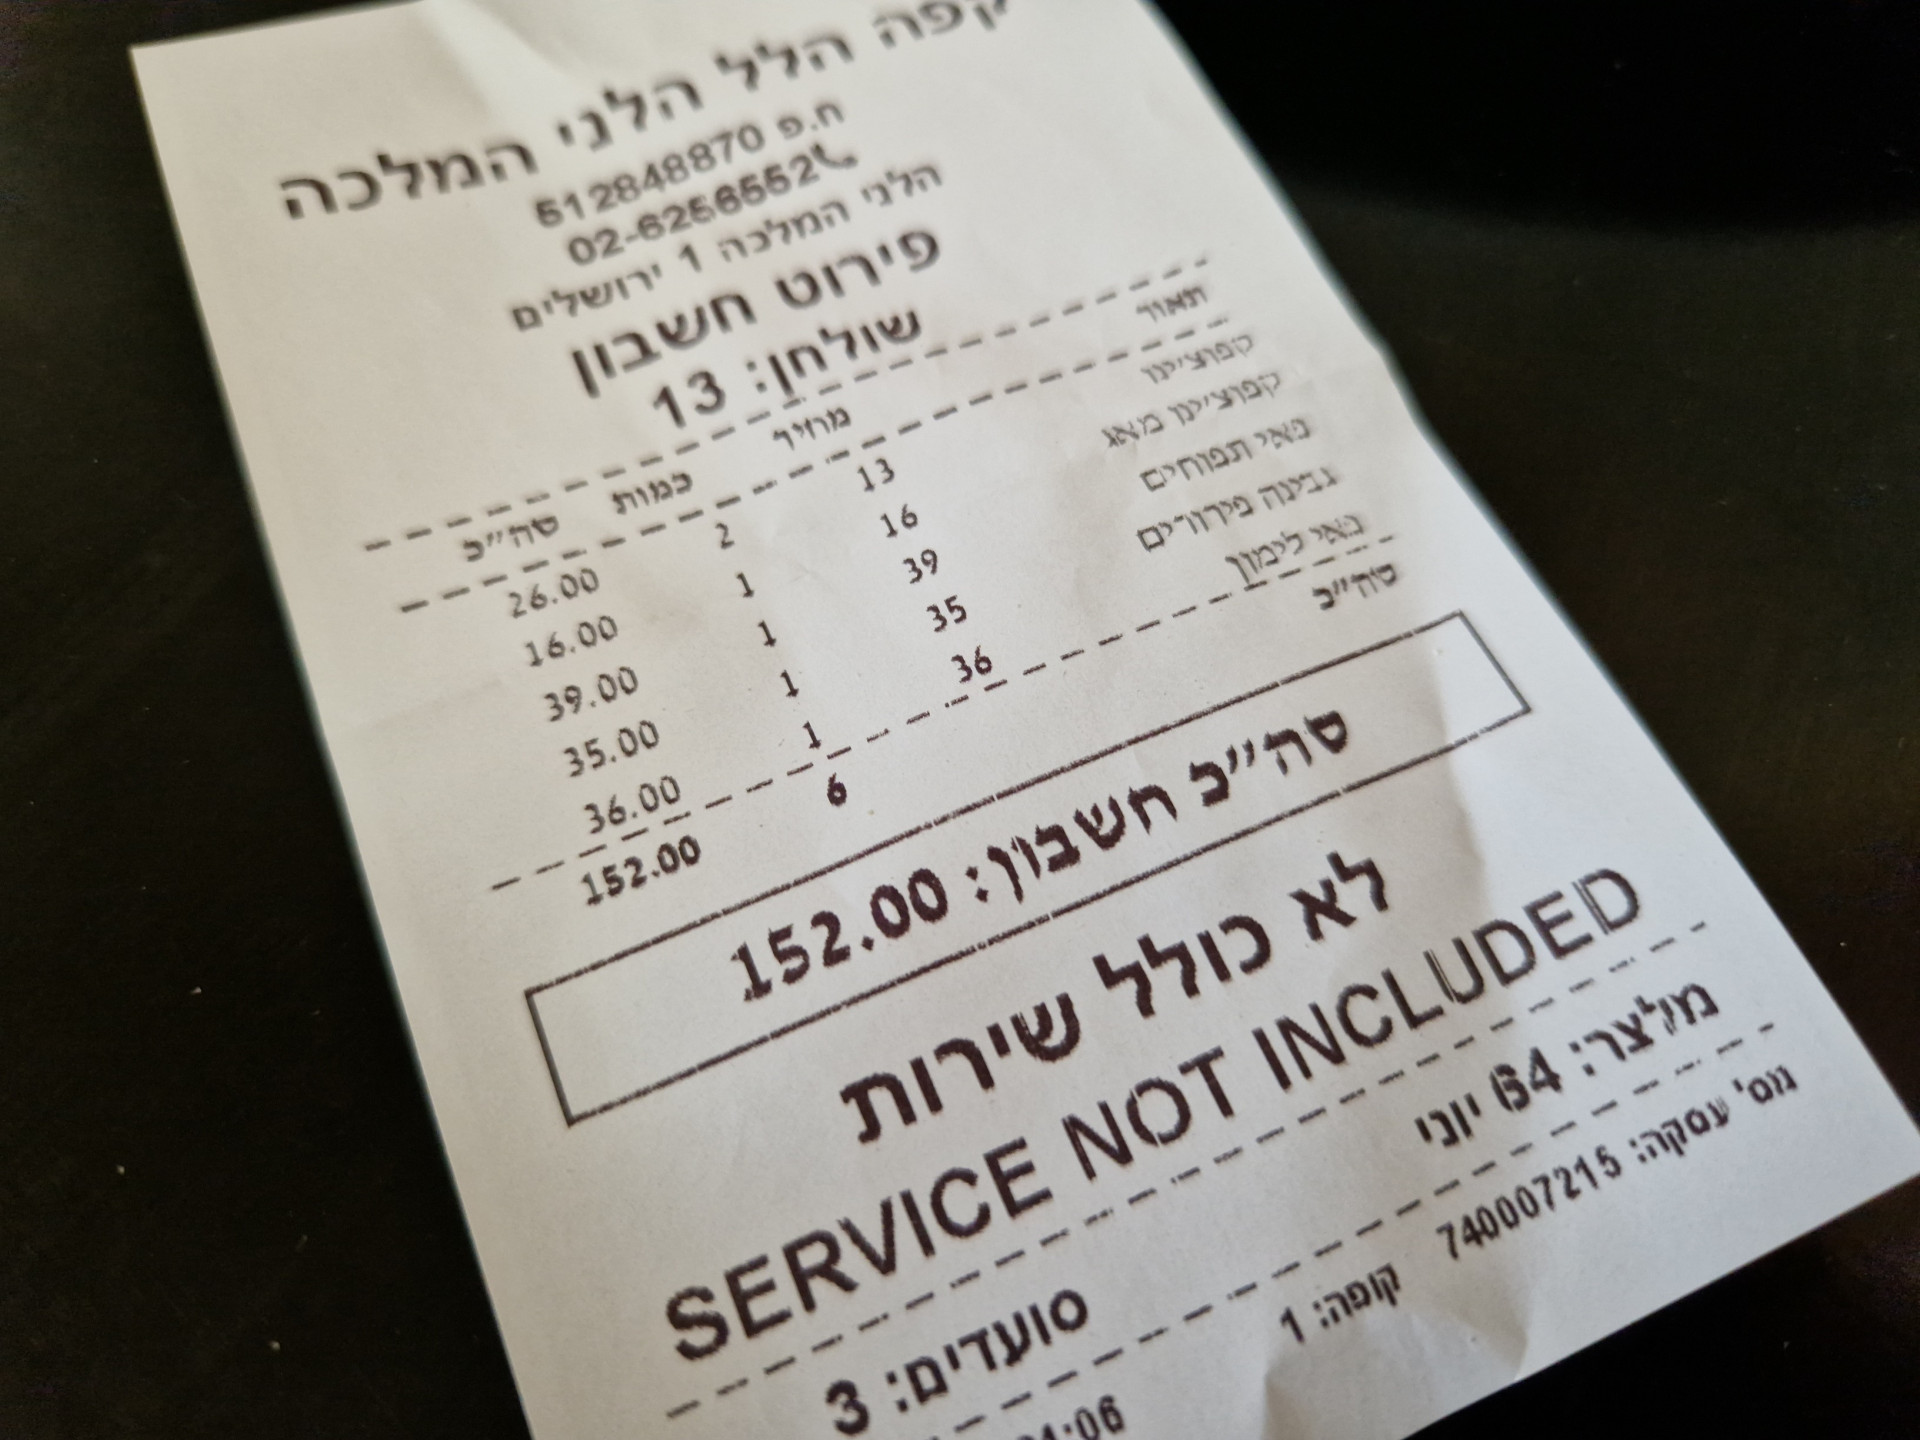 קפה הלל הלני המלכה
ח.פ 512848870
02-6256552
הלני המלכה 1 ירושלים
פירוט חשבון
שולחן: 13
תאור מחיר כמות סה"כ
קפוצ'ינו 13 2 26.00
קפוצ'ינו מאג 16 1 16.00
פאי תפוחים 39 1 39.00
גבינה פירורים 35 1 35.00
פאי לימון 36 1 36.00
סה"כ 6 152.00
סה"כ חשבון: 152.00
לא כולל שירות
SERVICE NOT INCLUDED
מלצר: 64 יוני
סועדים: 3
מס' עסקה: 740007215 קופה: 1